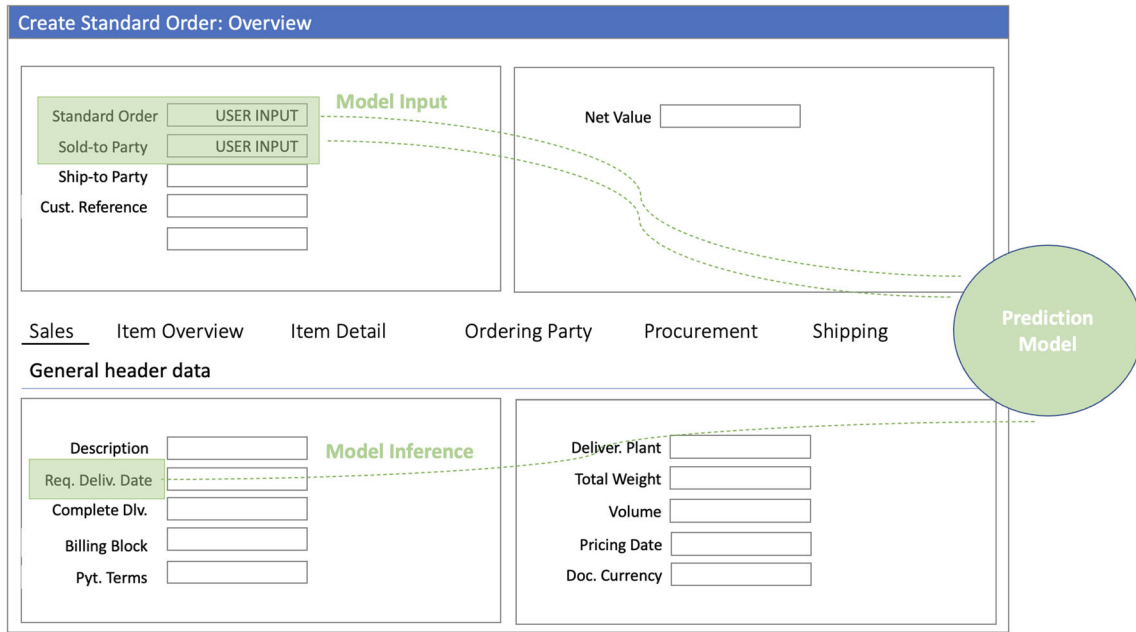 Create Standard Order: Overview
Model Input
Standard Order USER INPUT
Sold-to Party USER INPUT
Ship-to Party
Cust. Reference
Net Value
Prediction
Model
Sales Item Overview Item Detail Ordering Party Procurement Shipping
General header data
Model Inference
Description
Req. Deliv. Date
Complete Dlv.
Billing Block
Pyt. Terms
Deliver. Plant
Total Weight
Volume
Pricing Date
Doc. Currency